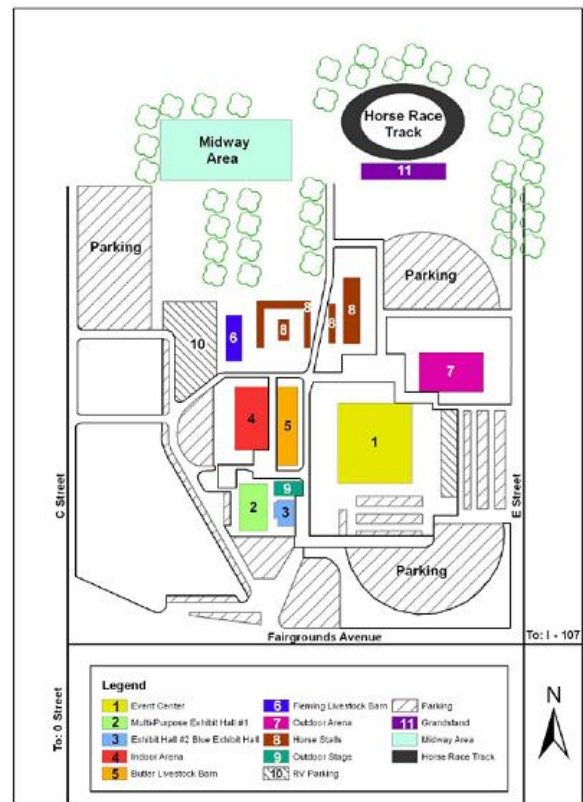 Horse Race
Track
Midway
Area
11
Parking
Parking
8
8
8
8
6
10
7
4
5
1
9
2
3
C Street
E Street
Parking
Fairgrounds Avenue
To: I - 107
To: 0 Street
Legend
1 Event Center
2 Multi-Purpose Exhibit Hall #1
3 Exhibit Hall #2 Blue Exhibit Hall
4 Indoor Arena
5 Butler Livestock Barn
6 Fleming Livestock Barn
7 Outdoor Arena
8 Horse Stalls
9 Outdoor Stage
10 RV Parking
Parking
11 Grandstand
Midway Area
Horse Race Track
N